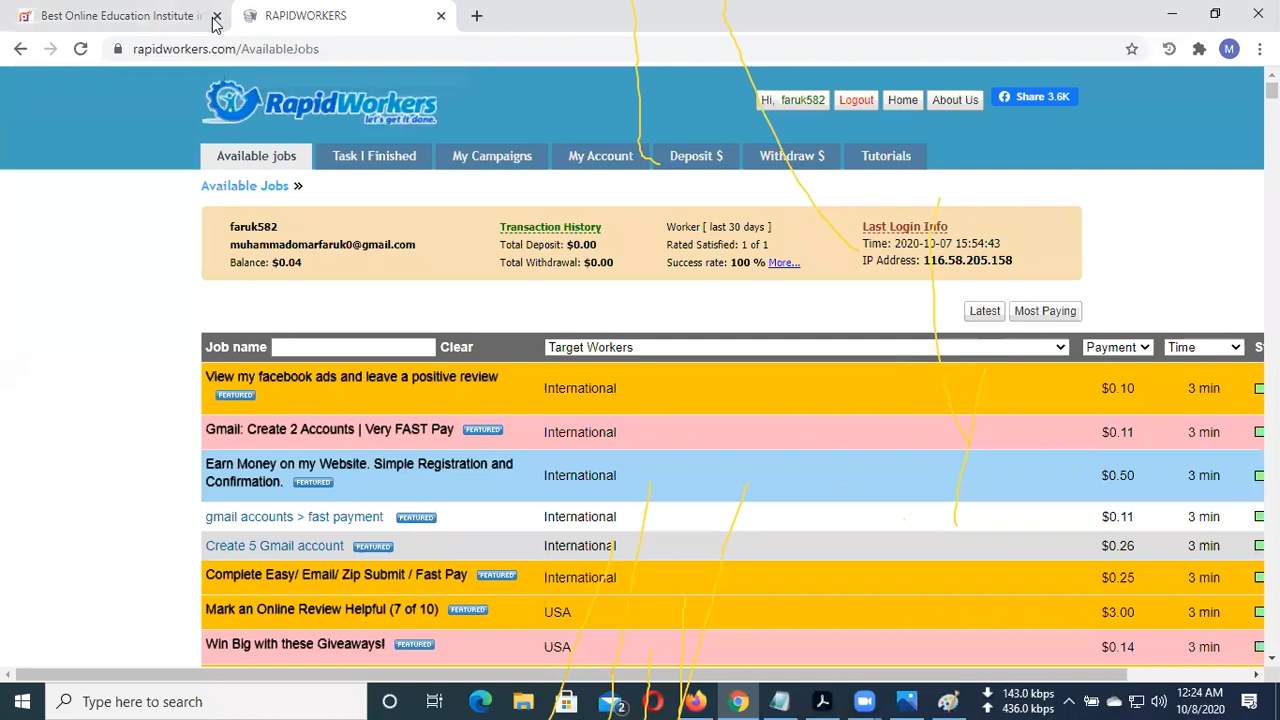 Best Online Education Institute in
RAPIDWORKERS
rapidworkers.com/AvailableJobs
M
RapidWorkers
let's get it done.
Hi, faruk582
Logout
Home
About Us
Share 3.6K
Available jobs
Task I Finished
My Campaigns
My Account
Deposit $
Withdraw $
Tutorials
Available Jobs »
faruk582
muhammadomarfaruk0@gmail.com
Balance: $0.04
Transaction History
Total Deposit: $0.00
Total Withdrawal: $0.00
Worker [ last 30 days ]
Rated Satisfied: 1 of 1
Success rate: 100 % More...
Last Login Info
Time: 2020-10-07 15:54:43
IP Address: 116.58.205.158
Latest
Most Paying
Job name Clear Target Workers Payment Time S
View my facebook ads and leave a positive review
FEATURED
International $0.10 3 min
Gmail: Create 2 Accounts | Very FAST Pay FEATURED International $0.11 3 min
Earn Money on my Website. Simple Registration and
Confirmation. FEATURED
International $0.50 3 min
gmail accounts > fast payment FEATURED International $0.11 3 min
Create 5 Gmail account FEATURED International $0.26 3 min
Complete Easy/ Email/ Zip Submit / Fast Pay FEATURED International $0.25 3 min
Mark an Online Review Helpful (7 of 10) FEATURED USA $3.00 3 min
Win Big with these Giveaways! FEATURED USA $0.14 3 min
Type here to search
2
143.0 kbps
436.0 kbps
12:24 AM
10/8/2020